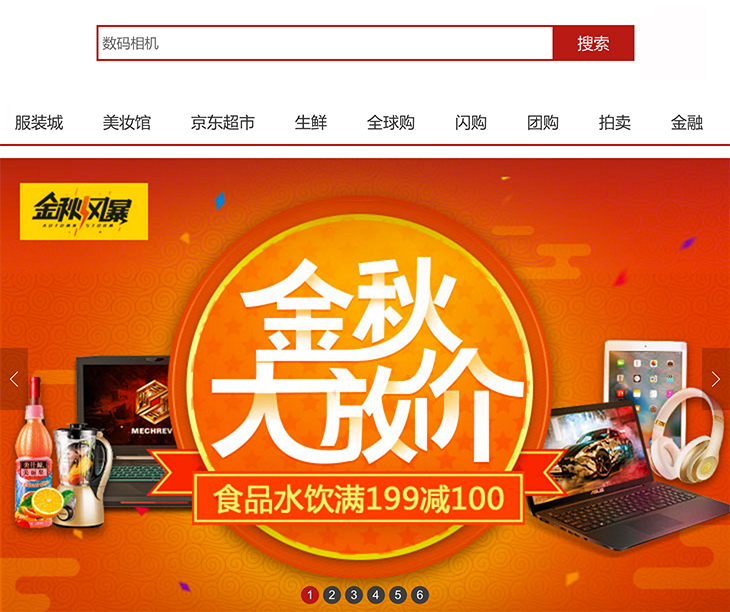 数码相机
搜索
服装城 美妆馆 京东超市 生鲜 全球购 闪购 团购 拍卖 金融
金秋风暴
AUTUMN STORM
金秋
大放价
MECHREV
ASUS
食品水饮满199减100
1 2 3 4 5 6